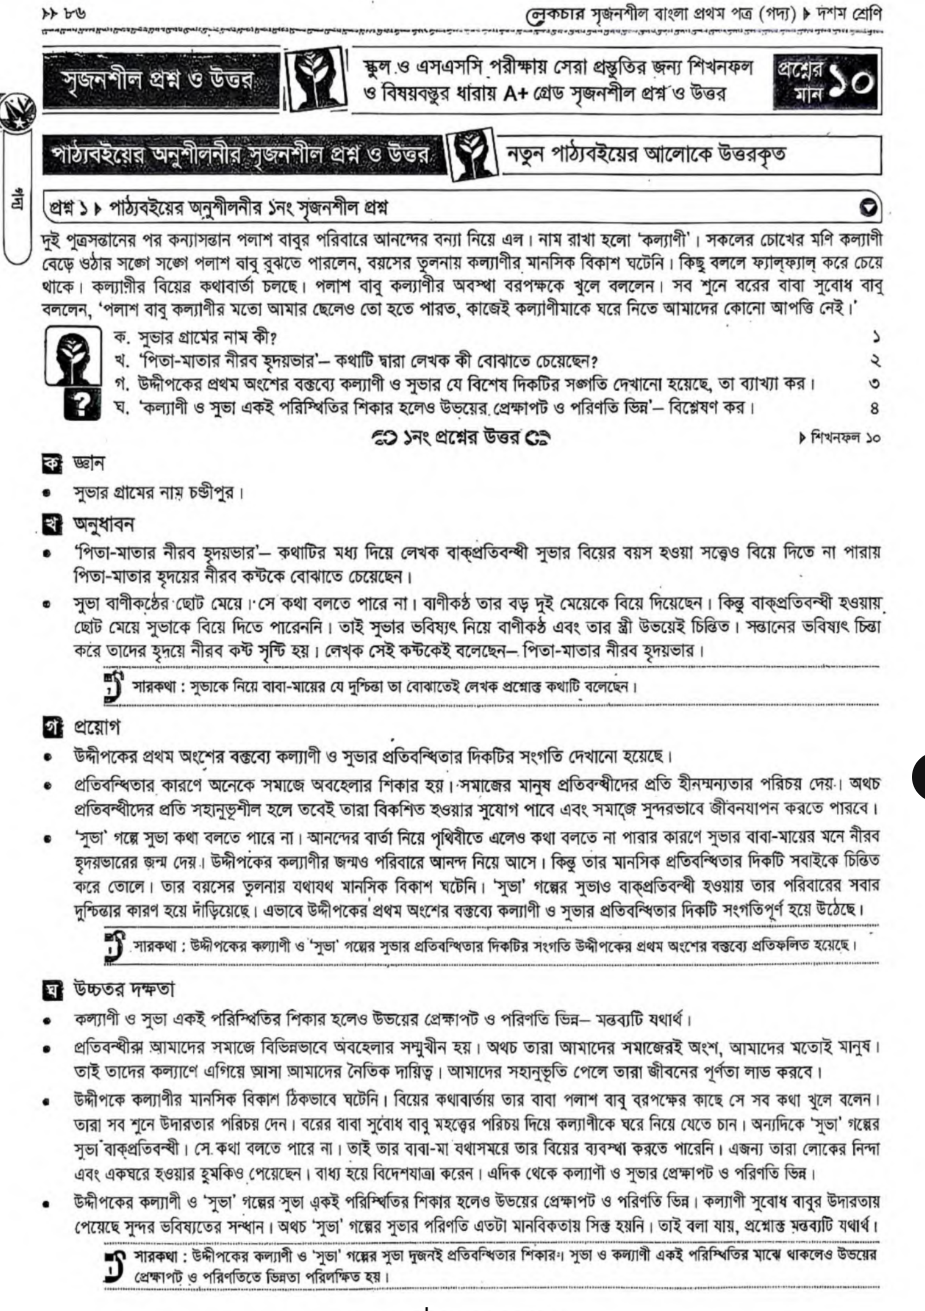 ▸▸ ৮৬
লেকচার সৃজনশীল বাংলা প্রথম পত্র (গদ্য) ▸ দশম শ্রেণি
সৃজনশীল প্রশ্ন ও উত্তর
স্কুল ও এসএসসি পরীক্ষায় সেরা প্রস্তুতির জন্য শিখনফল
ও বিষয়বস্তুর ধারায় A+ গ্রেড সৃজনশীল প্রশ্ন ও উত্তর
প্রশ্নের
মান ১০
পাঠ্যবইয়ের অনুশীলনীর সৃজনশীল প্রশ্ন ও উত্তর
নতুন পাঠ্যবইয়ের আলোকে উত্তরকৃত
গদ্য
প্রশ্ন ১ ▸ পাঠ্যবইয়ের অনুশীলনীর ১নং সৃজনশীল প্রশ্ন
দুই পুত্রসন্তানের পর কন্যাসন্তান পলাশ বাবুর পরিবারে আনন্দের বন্যা নিয়ে এল। নাম রাখা হলো ‘কল্যাণী’। সকলের চোখের মণি কল্যাণী
বেড়ে ওঠার সঙ্গে সঙ্গে পলাশ বাবু বুঝতে পারলেন, বয়সের তুলনায় কল্যাণীর মানসিক বিকাশ ঘটেনি। কিছু বললে ফ্যালফ্যাল করে চেয়ে
থাকে। কল্যাণীর বিয়ের কথাবার্তা চলছে। পলাশ বাবু কল্যাণীর অবস্থা বরপক্ষকে খুলে বললেন। সব শুনে বরের বাবা সুবোধ বাবু
বললেন, ‘পলাশ বাবু কল্যাণীর মতো আমার ছেলেও তো হতে পারত, কাজেই কল্যাণীমাকে ঘরে নিতে আমাদের কোনো আপত্তি নেই।’
ক. সুভার গ্রামের নাম কী? ১
খ. ‘পিতা-মাতার নীরব হৃদয়ভার’– কথাটি দ্বারা লেখক কী বোঝাতে চেয়েছেন? ২
গ. উদ্দীপকের প্রথম অংশের বক্তব্যে কল্যাণী ও সুভার যে বিশেষ দিকটির সঙ্গতি দেখানো হয়েছে, তা ব্যাখ্যা কর। ৩
ঘ. ‘কল্যাণী ও সুভা একই পরিস্থিতির শিকার হলেও উভয়ের প্রেক্ষাপট ও পরিণতি ভিন্ন’– বিশ্লেষণ কর। ৪
১নং প্রশ্নের উত্তর
▸ শিখনফল ১০
ক জ্ঞান
• সুভার গ্রামের নাম চণ্ডীপুর।
খ অনুধাবন
• ‘পিতা-মাতার নীরব হৃদয়ভার’– কথাটির মধ্য দিয়ে লেখক বাক্‌প্রতিবন্ধী সুভার বিয়ের বয়স হওয়া সত্ত্বেও বিয়ে দিতে না পারায়
পিতা-মাতার হৃদয়ের নীরব কষ্টকে বোঝাতে চেয়েছেন।
• সুভা বাণীকণ্ঠের ছোট মেয়ে। সে কথা বলতে পারে না। বাণীকণ্ঠ তার বড় দুই মেয়েকে বিয়ে দিয়েছেন। কিন্তু বাক্‌প্রতিবন্ধী হওয়ায়
ছোট মেয়ে সুভাকে বিয়ে দিতে পারেননি। তাই সুভার ভবিষ্যৎ নিয়ে বাণীকণ্ঠ এবং তার স্ত্রী উভয়েই চিন্তিত। সন্তানের ভবিষ্যৎ চিন্তা
করে তাদের হৃদয়ে নীরব কষ্ট সৃষ্টি হয়। লেখক সেই কষ্টকেই বলেছেন– পিতা-মাতার নীরব হৃদয়ভার।
সারকথা : সুভাকে নিয়ে বাবা-মায়ের যে দুশ্চিন্তা তা বোঝাতেই লেখক প্রশ্নোক্ত কথাটি বলেছেন।
গ প্রয়োগ
• উদ্দীপকের প্রথম অংশের বক্তব্যে কল্যাণী ও সুভার প্রতিবন্ধিতার দিকটির সংগতি দেখানো হয়েছে।
• প্রতিবন্ধিতার কারণে অনেকে সমাজে অবহেলার শিকার হয়। সমাজের মানুষ প্রতিবন্ধীদের প্রতি হীনম্মন্যতার পরিচয় দেয়। অথচ
প্রতিবন্ধীদের প্রতি সহানুভূশীল হলে তবেই তারা বিকশিত হওয়ার সুযোগ পাবে এবং সমাজে সুন্দরভাবে জীবনযাপন করতে পারবে।
• ‘সুভা’ গল্পে সুভা কথা বলতে পারে না। আনন্দের বার্তা নিয়ে পৃথিবীতে এলেও কথা বলতে না পারার কারণে সুভার বাবা-মায়ের মনে নীরব
হৃদয়ভারের জন্ম দেয়। উদ্দীপকের কল্যাণীর জন্মও পরিবারে আনন্দ নিয়ে আসে। কিন্তু তার মানসিক প্রতিবন্ধিতার দিকটি সবাইকে চিন্তিত
করে তোলে। তার বয়সের তুলনায় যথাযথ মানসিক বিকাশ ঘটেনি। ‘সুভা’ গল্পের সুভাও বাক্‌প্রতিবন্ধী হওয়ায় তার পরিবারের সবার
দুশ্চিন্তার কারণ হয়ে দাঁড়িয়েছে। এভাবে উদ্দীপকের প্রথম অংশের বক্তব্যে কল্যাণী ও সুভার প্রতিবন্ধিতার দিকটি সংগতিপূর্ণ হয়ে উঠেছে।
সারকথা : উদ্দীপকের কল্যাণী ও ‘সুভা’ গল্পের সুভার প্রতিবন্ধিতার দিকটির সংগতি উদ্দীপকের প্রথম অংশের বক্তব্যে প্রতিফলিত হয়েছে।
ঘ উচ্চতর দক্ষতা
• কল্যাণী ও সুভা একই পরিস্থিতির শিকার হলেও উভয়ের প্রেক্ষাপট ও পরিণতি ভিন্ন– মন্তব্যটি যথার্থ।
• প্রতিবন্ধীরা আমাদের সমাজে বিভিন্নভাবে অবহেলার সম্মুখীন হয়। অথচ তারা আমাদের সমাজেরই অংশ, আমাদের মতোই মানুষ।
তাই তাদের কল্যাণে এগিয়ে আসা আমাদের নৈতিক দায়িত্ব। আমাদের সহানুভূতি পেলে তারা জীবনের পূর্ণতা লাভ করবে।
• উদ্দীপকে কল্যাণীর মানসিক বিকাশ ঠিকভাবে ঘটেনি। বিয়ের কথাবার্তায় তার বাবা পলাশ বাবু বরপক্ষের কাছে সে সব কথা খুলে বলেন।
তারা সব শুনে উদারতার পরিচয় দেন। বরের বাবা সুবোধ বাবু মহত্ত্বের পরিচয় দিয়ে কল্যাণীকে ঘরে নিয়ে যেতে চান। অন্যদিকে ‘সুভা’ গল্পের
সুভা বাক্‌প্রতিবন্ধী। সে কথা বলতে পারে না। তাই তার বাবা-মা যথাসময়ে তার বিয়ের ব্যবস্থা করতে পারেনি। এজন্য তারা লোকের নিন্দা
এবং একঘরে হওয়ার হুমকিও পেয়েছেন। বাধ্য হয়ে বিদেশযাত্রা করেন। এদিক থেকে কল্যাণী ও সুভার প্রেক্ষাপট ও পরিণতি ভিন্ন।
• উদ্দীপকের কল্যাণী ও ‘সুভা’ গল্পের সুভা একই পরিস্থিতির শিকার হলেও উভয়ের প্রেক্ষাপট ও পরিণতি ভিন্ন। কল্যাণী সুবোধ বাবুর উদারতায়
পেয়েছে সুন্দর ভবিষ্যতের সন্ধান। অথচ ‘সুভা’ গল্পের সুভার পরিণতি এতটা মানবিকতায় সিক্ত হয়নি। তাই বলা যায়, প্রশ্নোক্ত মন্তব্যটি যথার্থ।
সারকথা : উদ্দীপকের কল্যাণী ও ‘সুভা’ গল্পের সুভা দুজনই প্রতিবন্ধিতার শিকার। সুভা ও কল্যাণী একই পরিস্থিতির মাঝে থাকলেও উভয়ের
প্রেক্ষাপট ও পরিণতিতে ভিন্নতা পরিলক্ষিত হয়।